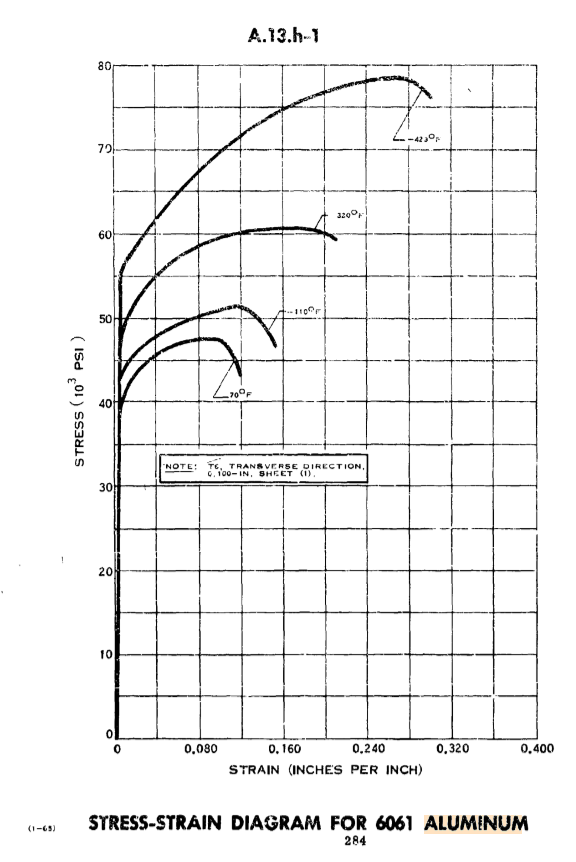 A.13.h-1
80
79
60
50
40
30
20
10
0
STRESS (10³ PSI)
-423°F
320°F
-110°F
70°F
NOTE: T6, TRANSVERSE DIRECTION,
0.100-IN. SHEET (1).
0 0.080 0.160 0.240 0.320 0.400
STRAIN (INCHES PER INCH)
(1-65) STRESS-STRAIN DIAGRAM FOR 6061 ALUMINUM
284